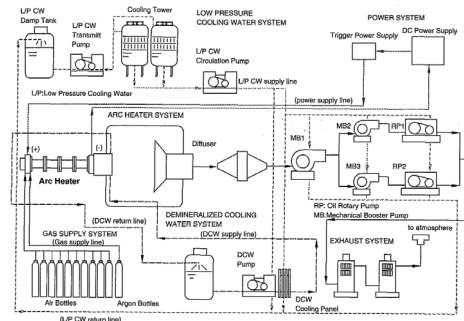 L/P CW
Damp Tank
Cooling Tower
LOW PRESSURE
COOLING WATER SYSTEM
POWER SYSTEM
L/P CW
Transmitt
Pump
Trigger Power Supply
DC Power Supply
L/P CW
Circulation Pump
L/P CW supply line
L/P:Low Pressure Cooling Water
(power supply line)
ARC HEATER SYSTEM
(+)
(-)
Diffuser
MB1
MB2
RP1
MB3
RP2
Arc Heater
RP: Oil Rotary Pump
MB:Mechanical Booster Pump
(DCW return line)
DEMINERALIZED COOLING
WATER SYSTEM
(DCW supply line)
to atmosphere
GAS SUPPLY SYSTEM
(Gas supply line)
EXHAUST SYSTEM
DCW
Pump
Air Bottles
Argon Bottles
DCW
Cooling Panel
(L/P CW return line)